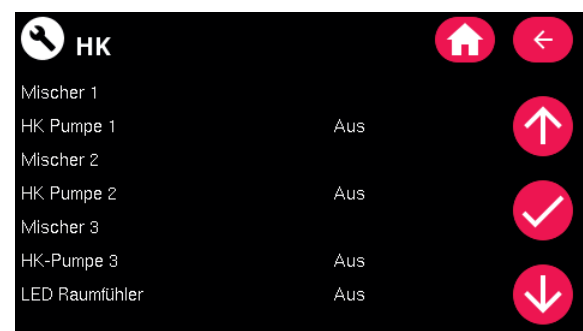 HK
Mischer 1
HK Pumpe 1 Aus
Mischer 2
HK Pumpe 2 Aus
Mischer 3
HK-Pumpe 3 Aus
LED Raumfühler Aus